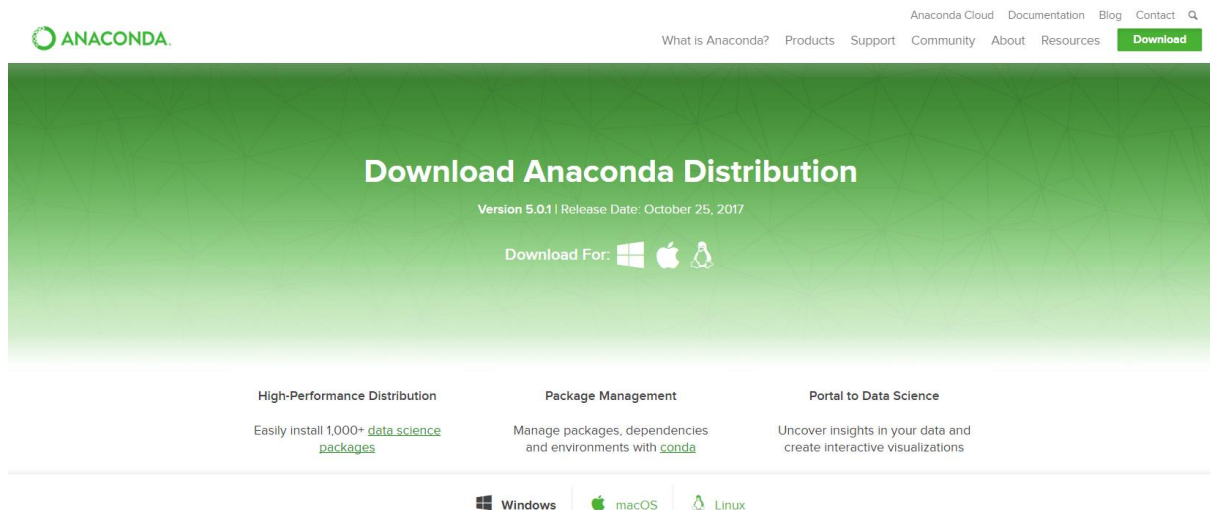 Anaconda Cloud Documentation Blog Contact
ANACONDA.
What is Anaconda? Products Support Community About Resources Download
Download Anaconda Distribution
Version 5.0.1 | Release Date: October 25, 2017
Download For:
High-Performance Distribution
Easily install 1,000+ data science
packages
Package Management
Manage packages, dependencies
and environments with conda
Portal to Data Science
Uncover insights in your data and
create interactive visualizations
Windows macOS Linux